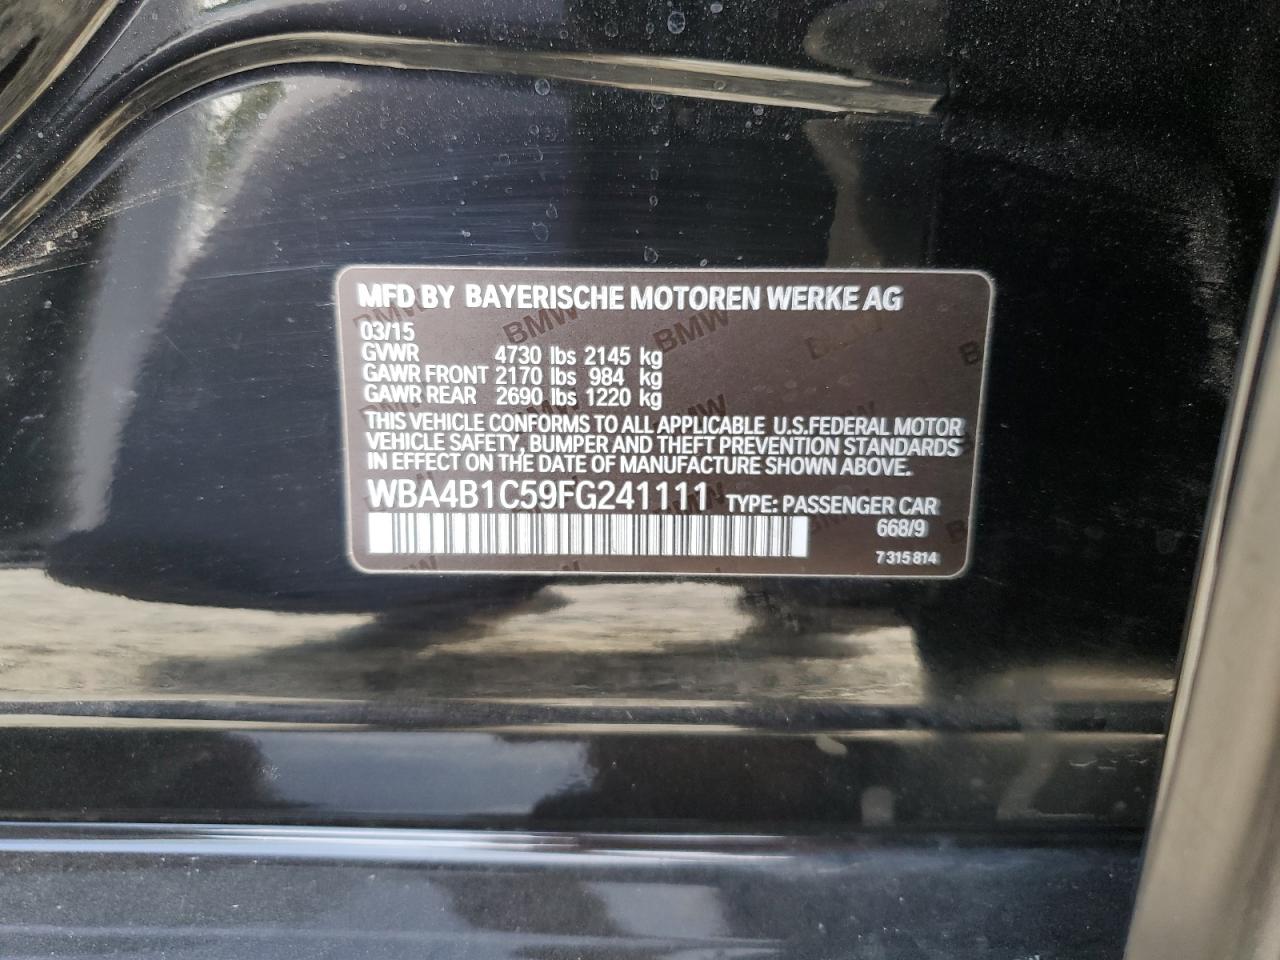 MFD BY BAYERISCHE MOTOREN WERKE AG
03/15
GVWR 4730 lbs 2145 kg
GAWR FRONT 2170 lbs 984 kg
GAWR REAR 2690 lbs 1220 kg
THIS VEHICLE CONFORMS TO ALL APPLICABLE U.S.FEDERAL MOTOR
VEHICLE SAFETY, BUMPER AND THEFT PREVENTION STANDARDS
IN EFFECT ON THE DATE OF MANUFACTURE SHOWN ABOVE.
WBA4B1C59FG241111 TYPE: PASSENGER CAR
668/9
7 315 814